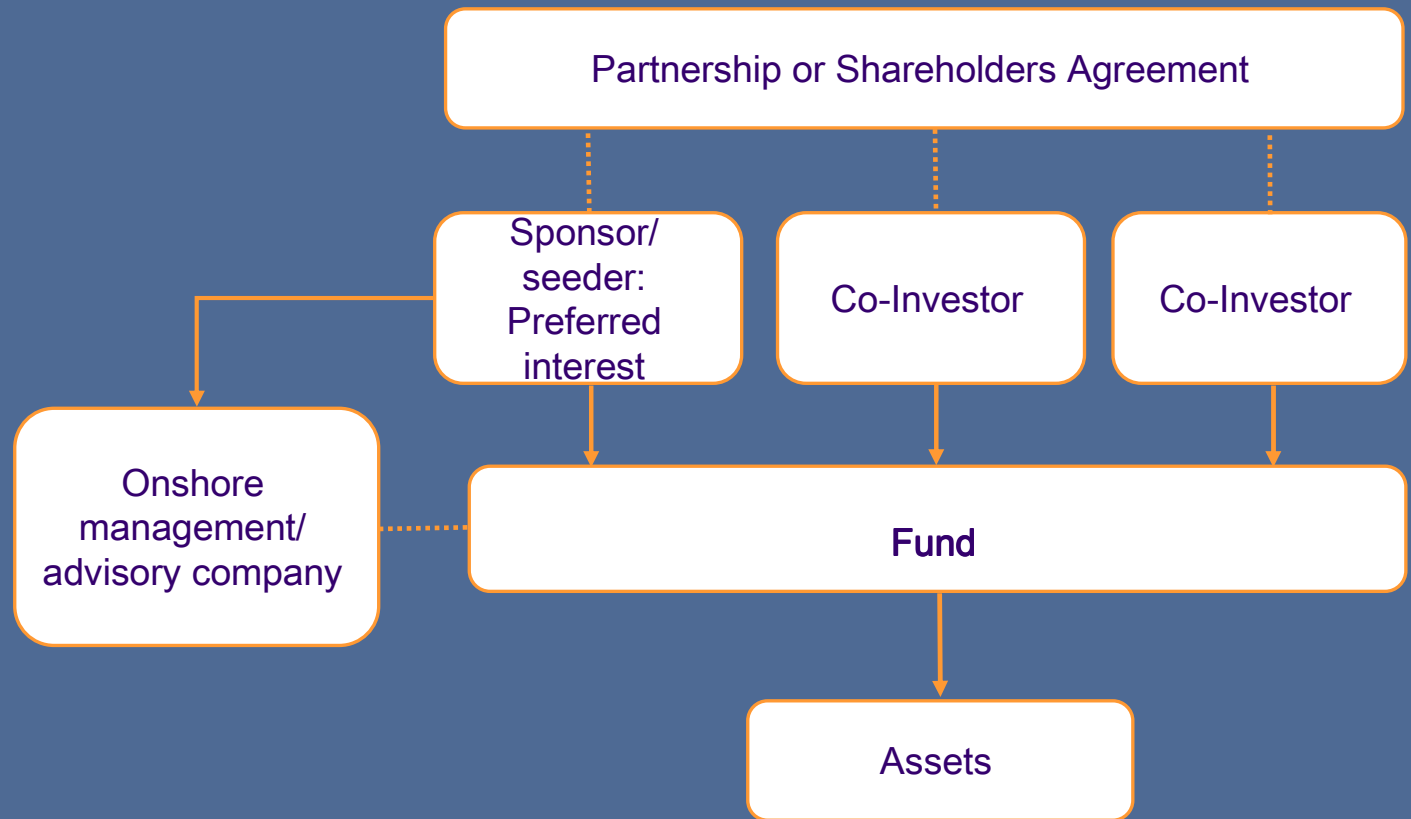 Partnership or Shareholders Agreement
Sponsor/
seeder:
Preferred
interest
Co-Investor
Co-Investor
Onshore
management/
advisory company
Fund
Assets